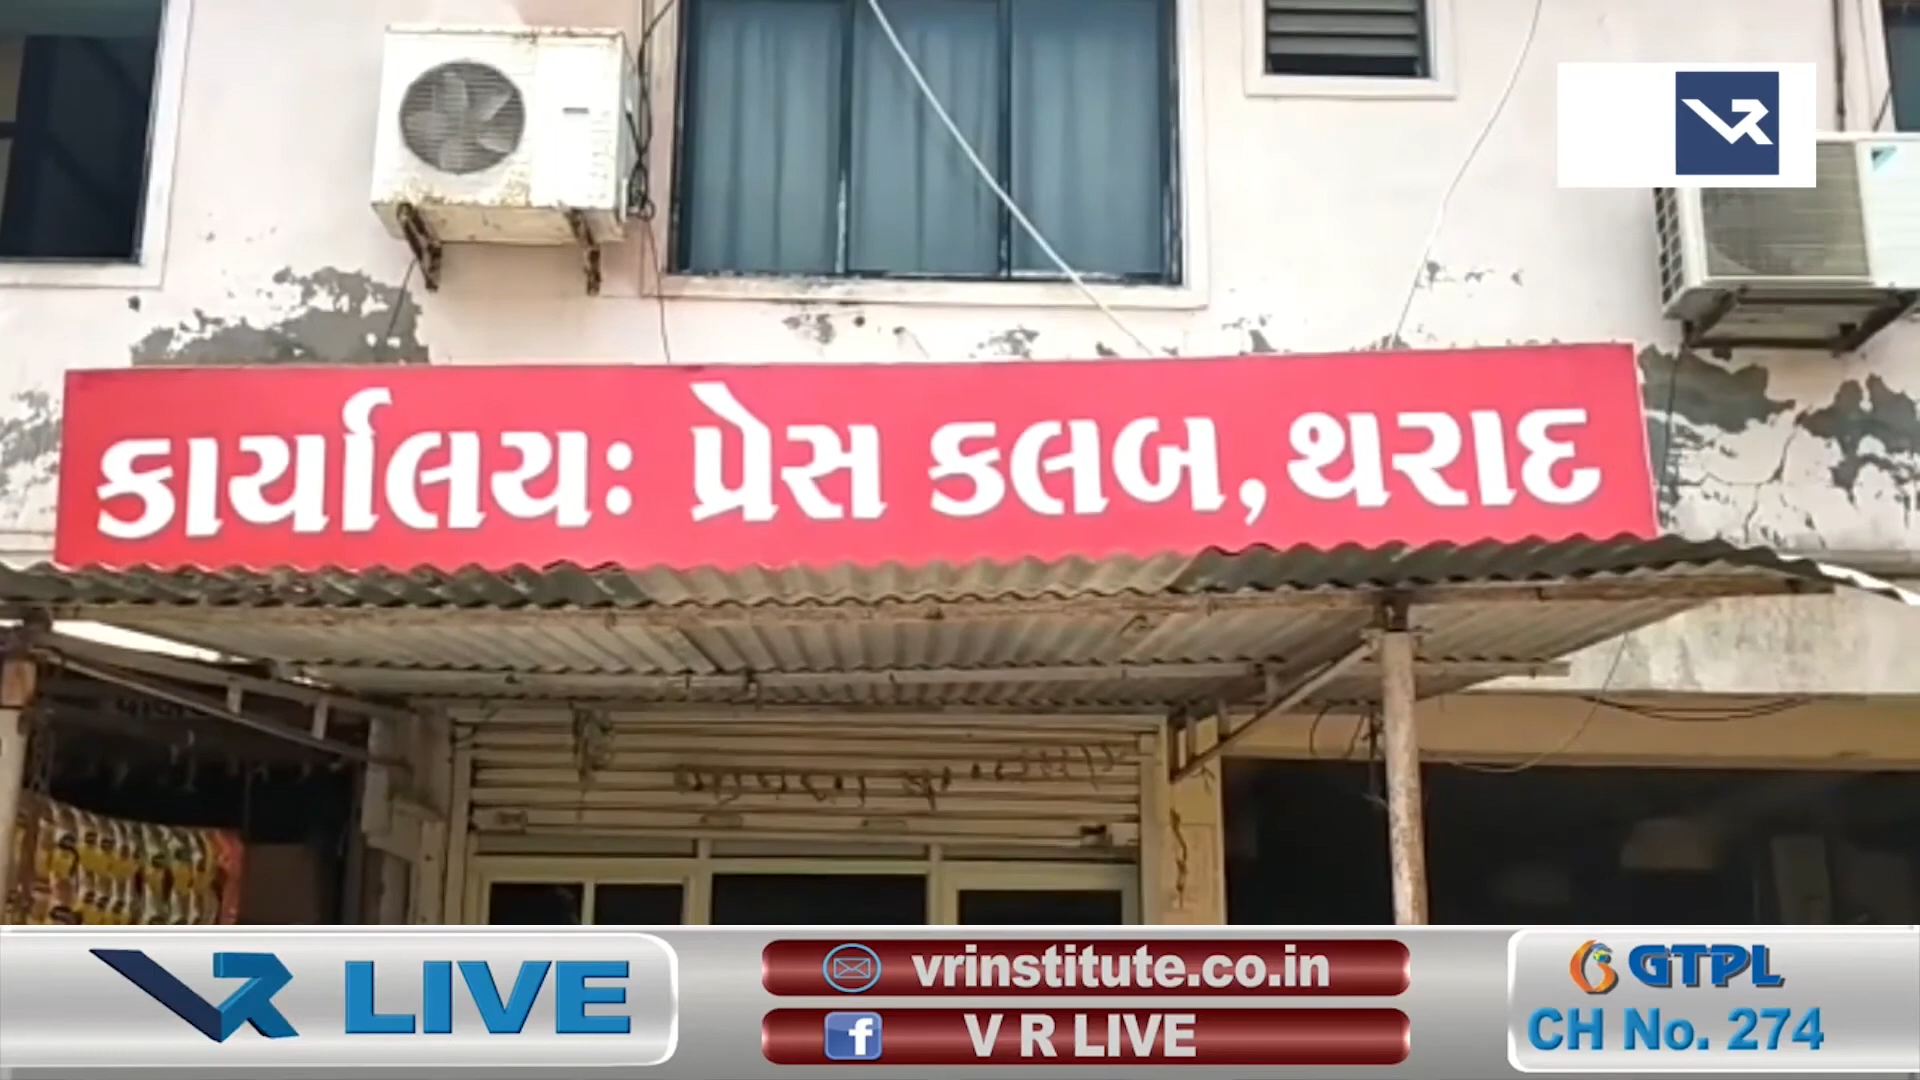 કાર્યાલયઃ પ્રેસ કલબ, થરાદ
VR LIVE
vrinstitute.co.in
V R LIVE
GTPL
CH No. 274